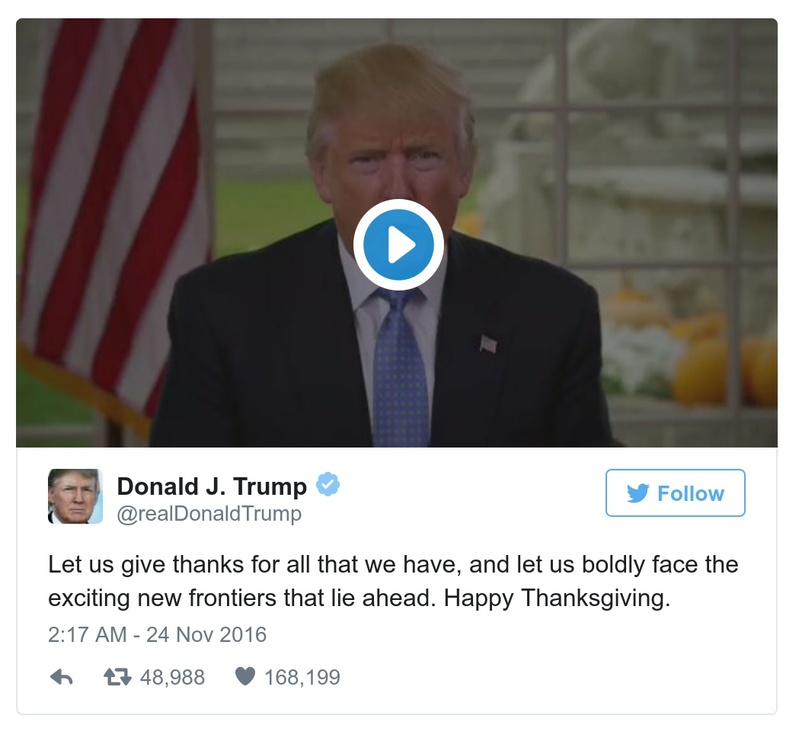 Donald J. Trump
@realDonaldTrump
Follow
Let us give thanks for all that we have, and let us boldly face the
exciting new frontiers that lie ahead. Happy Thanksgiving.
2:17 AM - 24 Nov 2016
48,988 168,199